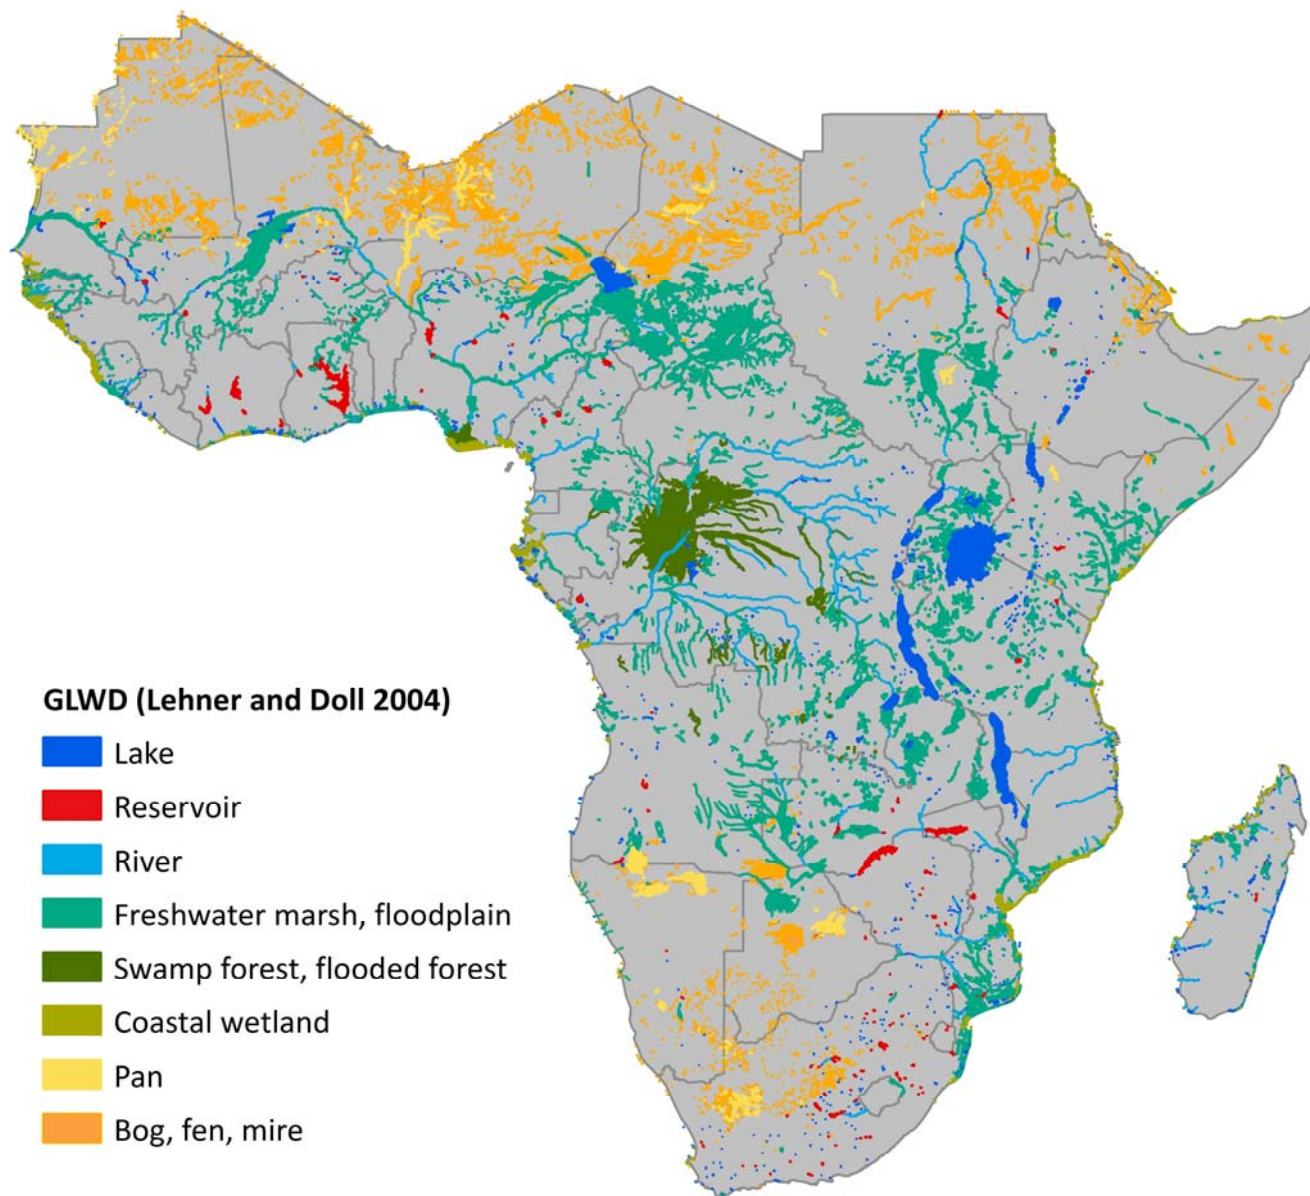 GLWD (Lehner and Doll 2004)
Lake
Reservoir
River
Freshwater marsh, floodplain
Swamp forest, flooded forest
Coastal wetland
Pan
Bog, fen, mire